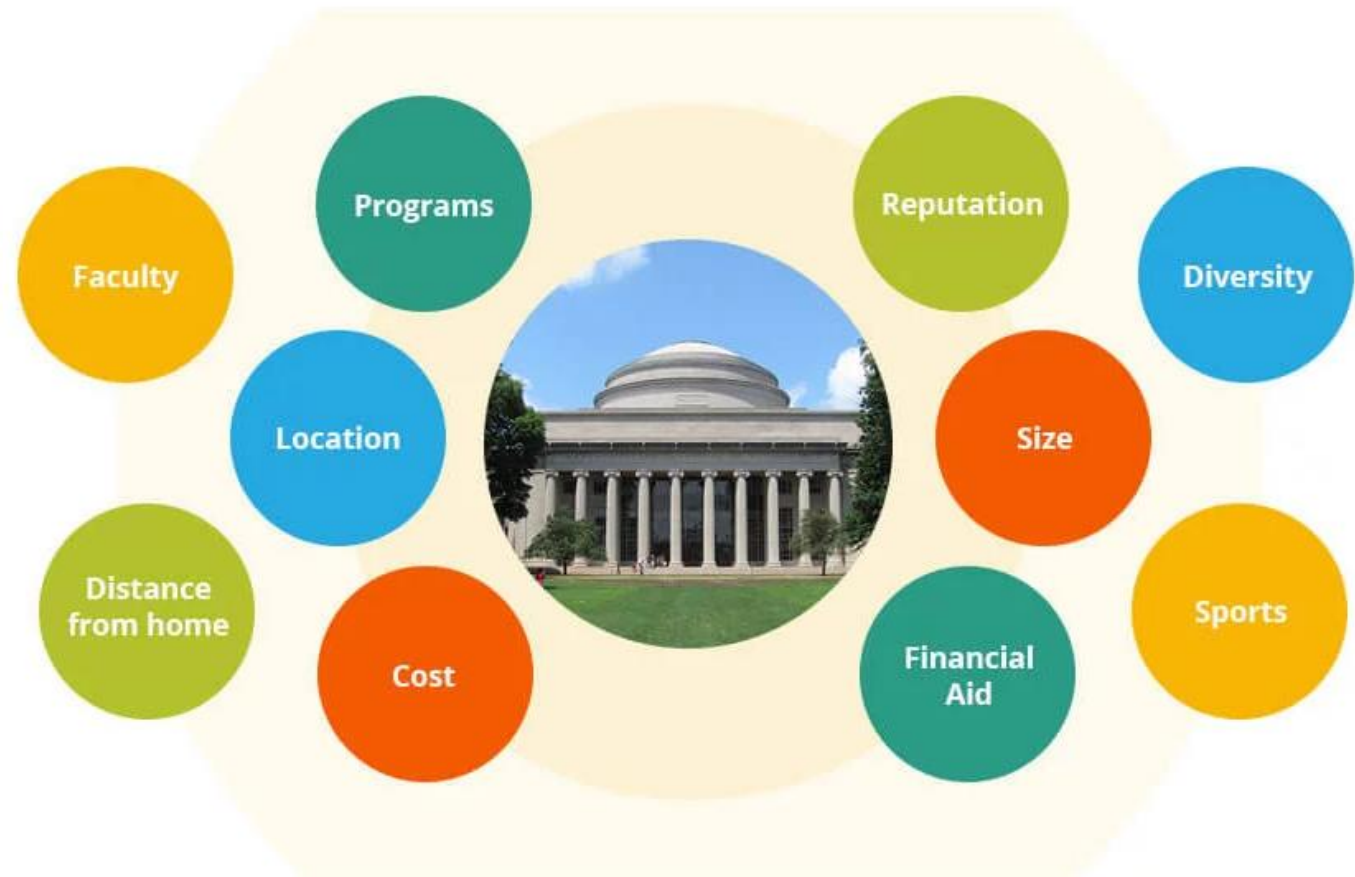 Programs
Reputation
Faculty
Diversity
Location
Size
Distance
from home
Sports
Cost
Financial
Aid